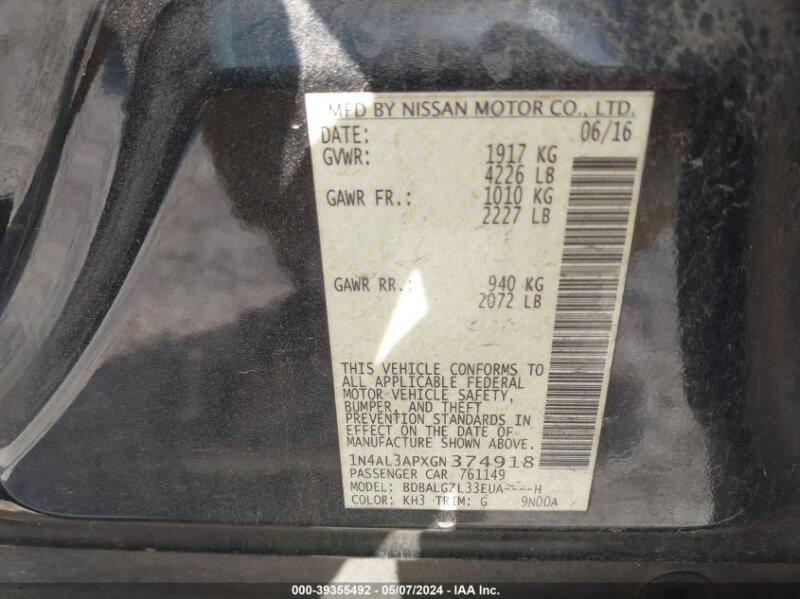 MFD BY NISSAN MOTOR CO., LTD.
DATE: 06/16
GVWR: 1917 KG
4226 LB
GAWR FR.: 1010 KG
2227 LB
GAWR RR.: 940 KG
2072 LB
THIS VEHICLE CONFORMS TO
ALL APPLICABLE FEDERAL
MOTOR VEHICLE SAFETY,
BUMPER, AND THEFT
PREVENTION STANDARDS IN
EFFECT ON THE DATE OF
MANUFACTURE SHOWN ABOVE.
1N4AL3APXGN374918
PASSENGER CAR 761149
MODEL: BDBALGZL33EUA----H
COLOR: KH3 TRIM: G 9N00A
000-39355492 - 05/07/2024 - IAA Inc.